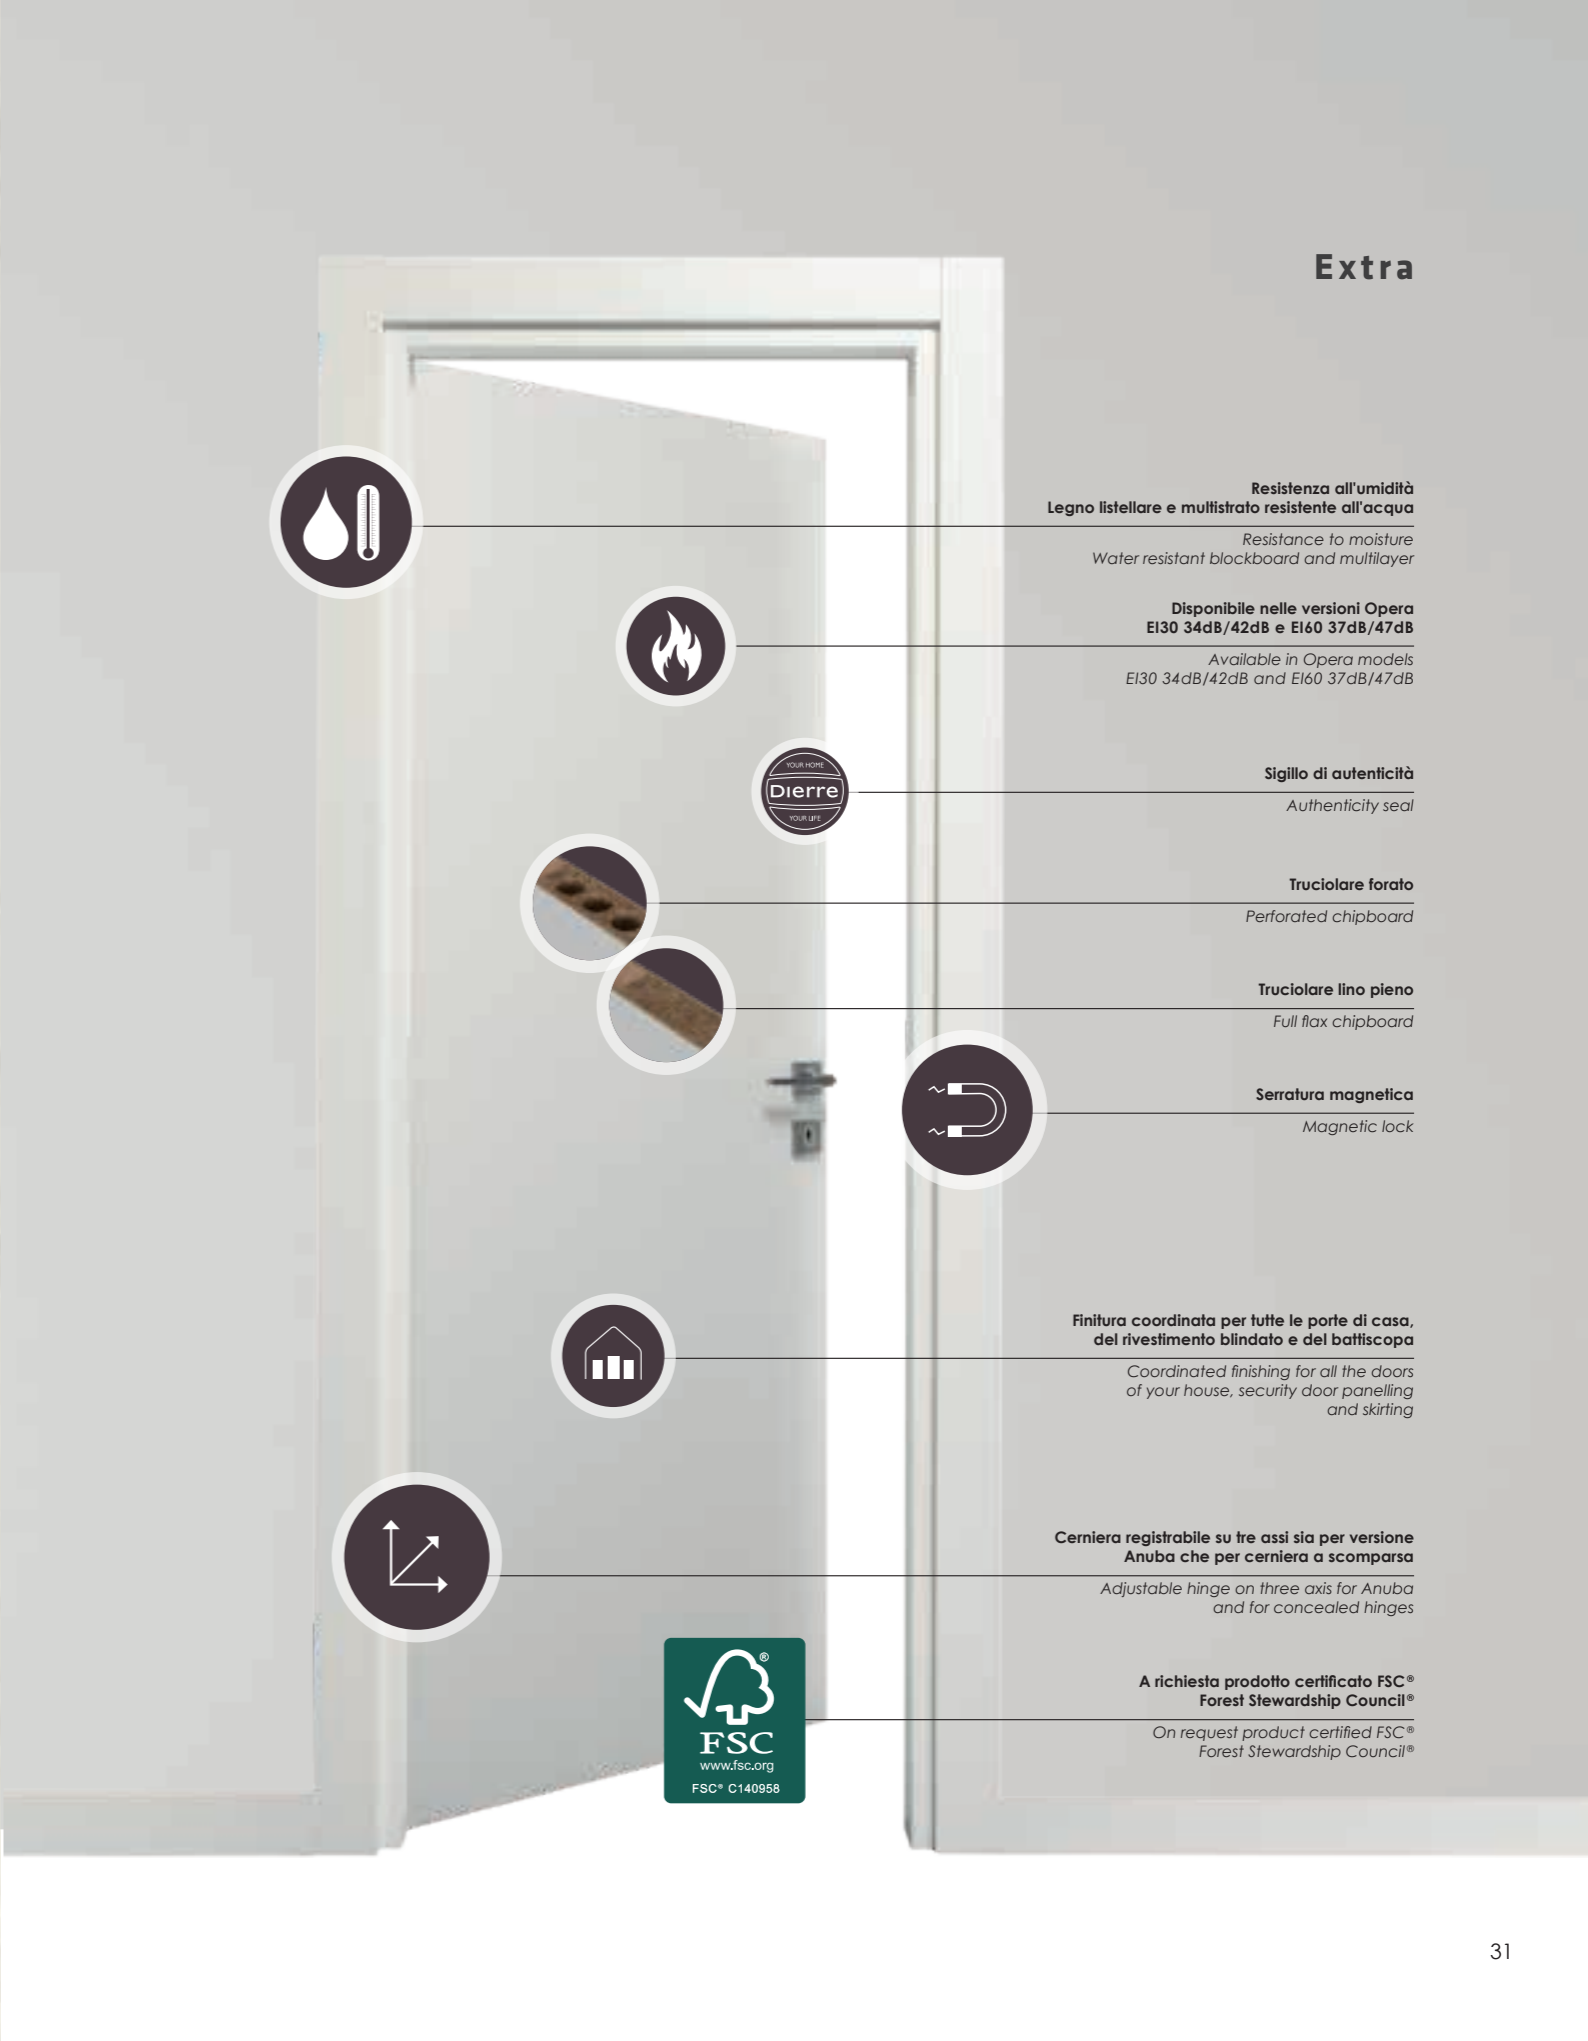 Extra
Resistenza all'umidità
Legno listellare e multistrato resistente all'acqua
Resistance to moisture
Water resistant blockboard and multilayer
Disponibile nelle versioni Opera
EI30 34dB/42dB e EI60 37dB/47dB
Available in Opera models
EI30 34dB/42dB and EI60 37dB/47dB
YOUR HOME
Dierre
YOUR LIFE
Sigillo di autenticità
Authenticity seal
Truciolare forato
Perforated chipboard
Truciolare lino pieno
Full flax chipboard
Serratura magnetica
Magnetic lock
Finitura coordinata per tutte le porte di casa,
del rivestimento blindato e del battiscopa
Coordinated finishing for all the doors
of your house, security door panelling
and skirting
Cerniera registrabile su tre assi sia per versione
Anuba che per cerniera a scomparsa
Adjustable hinge on three axis for Anuba
and for concealed hinges
A richiesta prodotto certificato FSC®
Forest Stewardship Council®
On request product certified FSC®
Forest Stewardship Council®
®
FSC
www.fsc.org
FSC® C140958
31